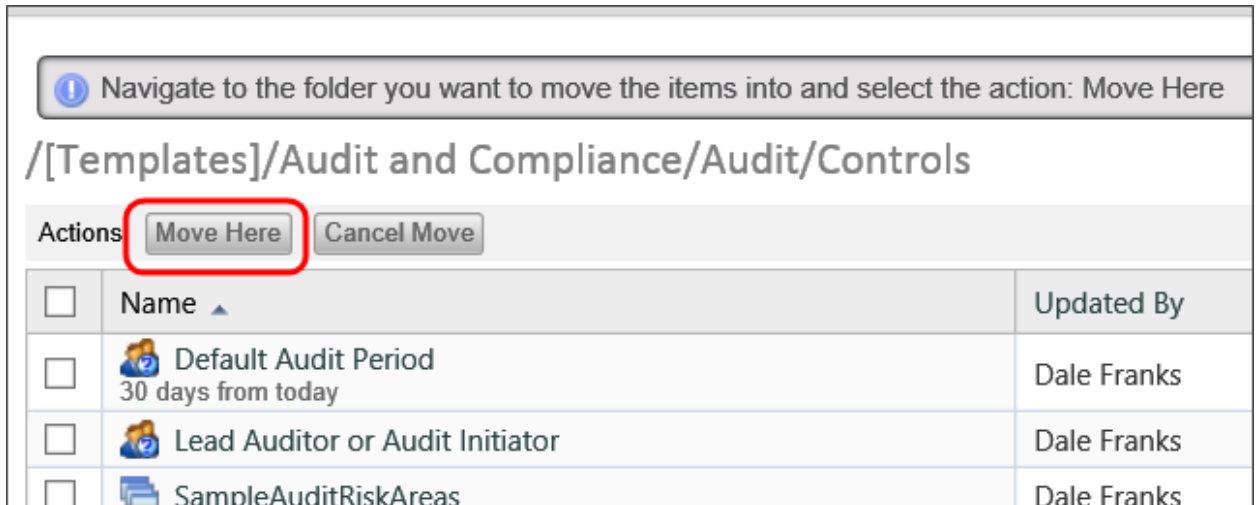 Navigate to the folder you want to move the items into and select the action: Move Here
/[Templates]/Audit and Compliance/Audit/Controls
Actions Move Here Cancel Move
Name Updated By
Default Audit Period Dale Franks
30 days from today
Lead Auditor or Audit Initiator Dale Franks
SampleAuditRiskAreas Dale Franks